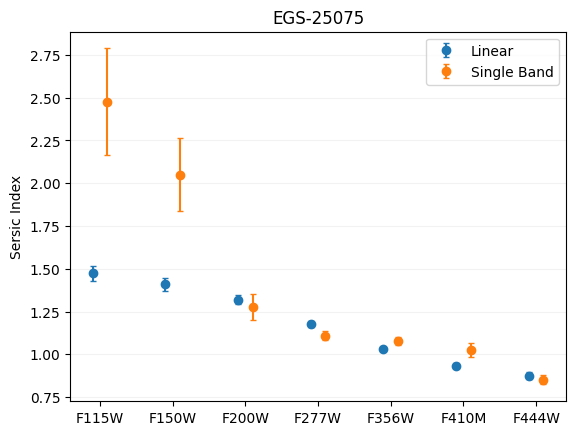 EGS-25075
Linear
Single Band
Sersic Index
2.75
2.50
2.25
2.00
1.75
1.50
1.25
1.00
0.75
F115W F150W F200W F277W F356W F410M F444W